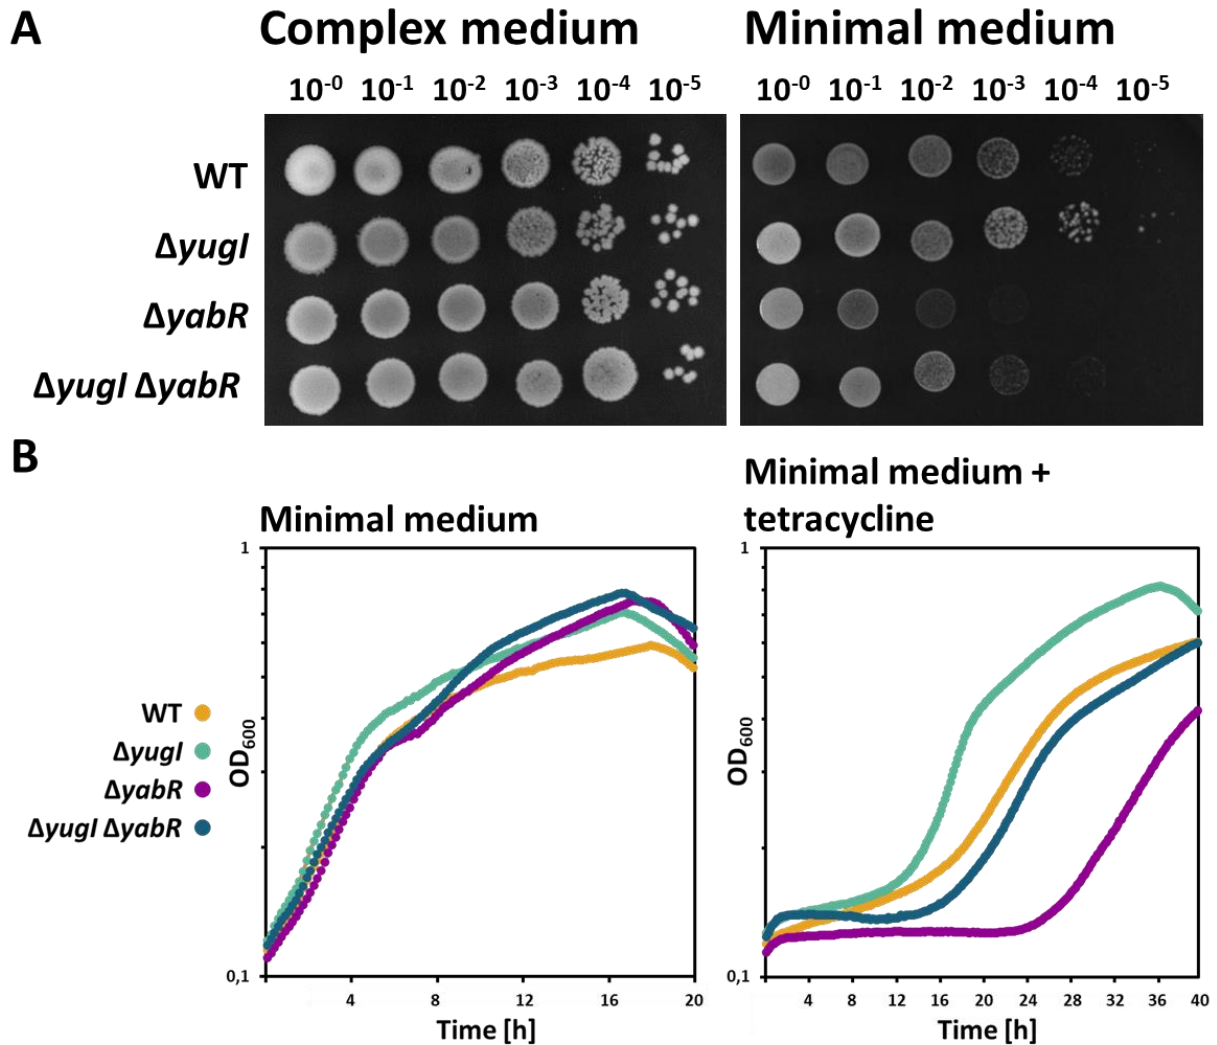 A
Complex medium
Minimal medium
10⁻⁰ 10⁻¹ 10⁻² 10⁻³ 10⁻⁴ 10⁻⁵
10⁻⁰ 10⁻¹ 10⁻² 10⁻³ 10⁻⁴ 10⁻⁵
WT
ΔyugI
ΔyabR
ΔyugI ΔyabR
B
Minimal medium
Minimal medium +
tetracycline
WT
ΔyugI
ΔyabR
ΔyugI ΔyabR
1
OD₆₀₀
0,1
4 8 12 16 20
Time [h]
1
OD₆₀₀
0,1
4 8 12 16 20 24 28 32 36 40
Time [h]